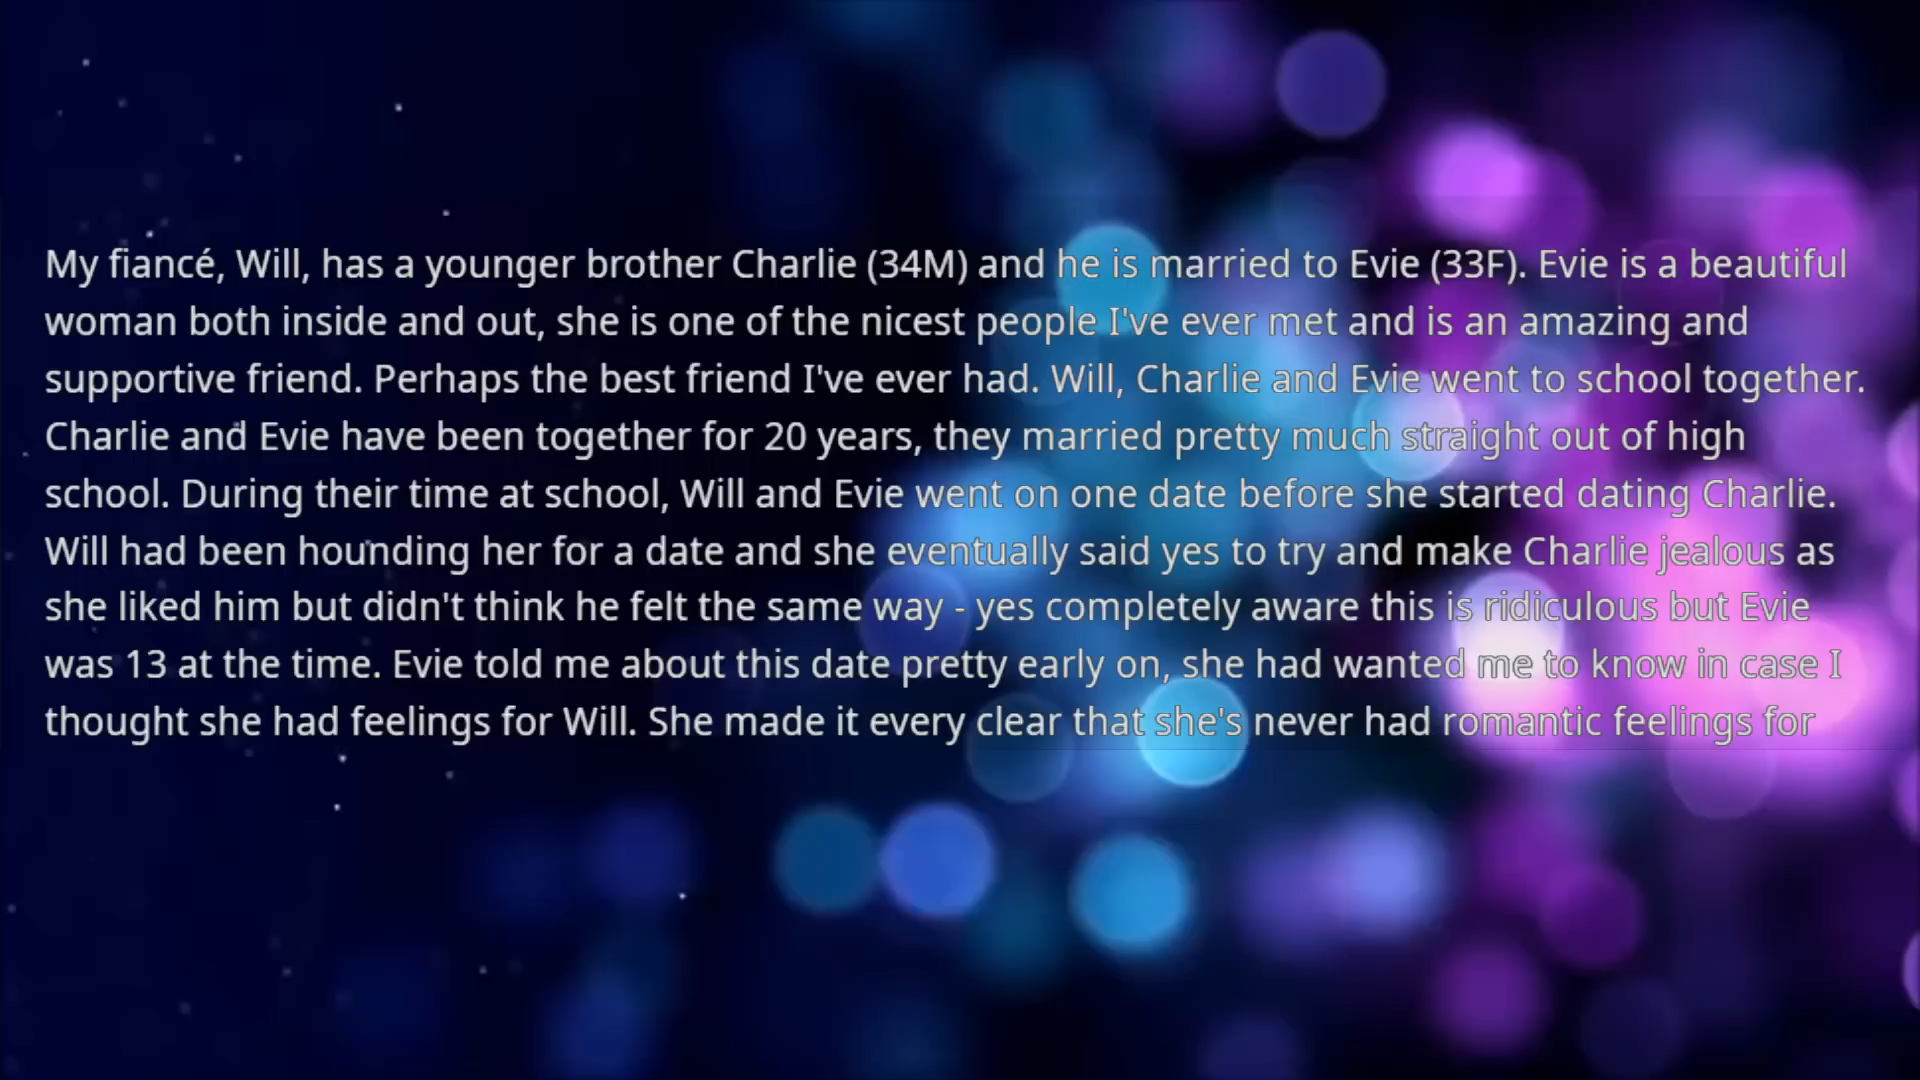 My fiancé, Will, has a younger brother Charlie (34M) and he is married to Evie (33F). Evie is a beautiful
woman both inside and out, she is one of the nicest people I've ever met and is an amazing and
supportive friend. Perhaps the best friend I've ever had. Will, Charlie and Evie went to school together.
Charlie and Evie have been together for 20 years, they married pretty much straight out of high
school. During their time at school, Will and Evie went on one date before she started dating Charlie.
Will had been hounding her for a date and she eventually said yes to try and make Charlie jealous as
she liked him but didn't think he felt the same way - yes completely aware this is ridiculous but Evie
was 13 at the time. Evie told me about this date pretty early on, she had wanted me to know in case I
thought she had feelings for Will. She made it every clear that she's never had romantic feelings for